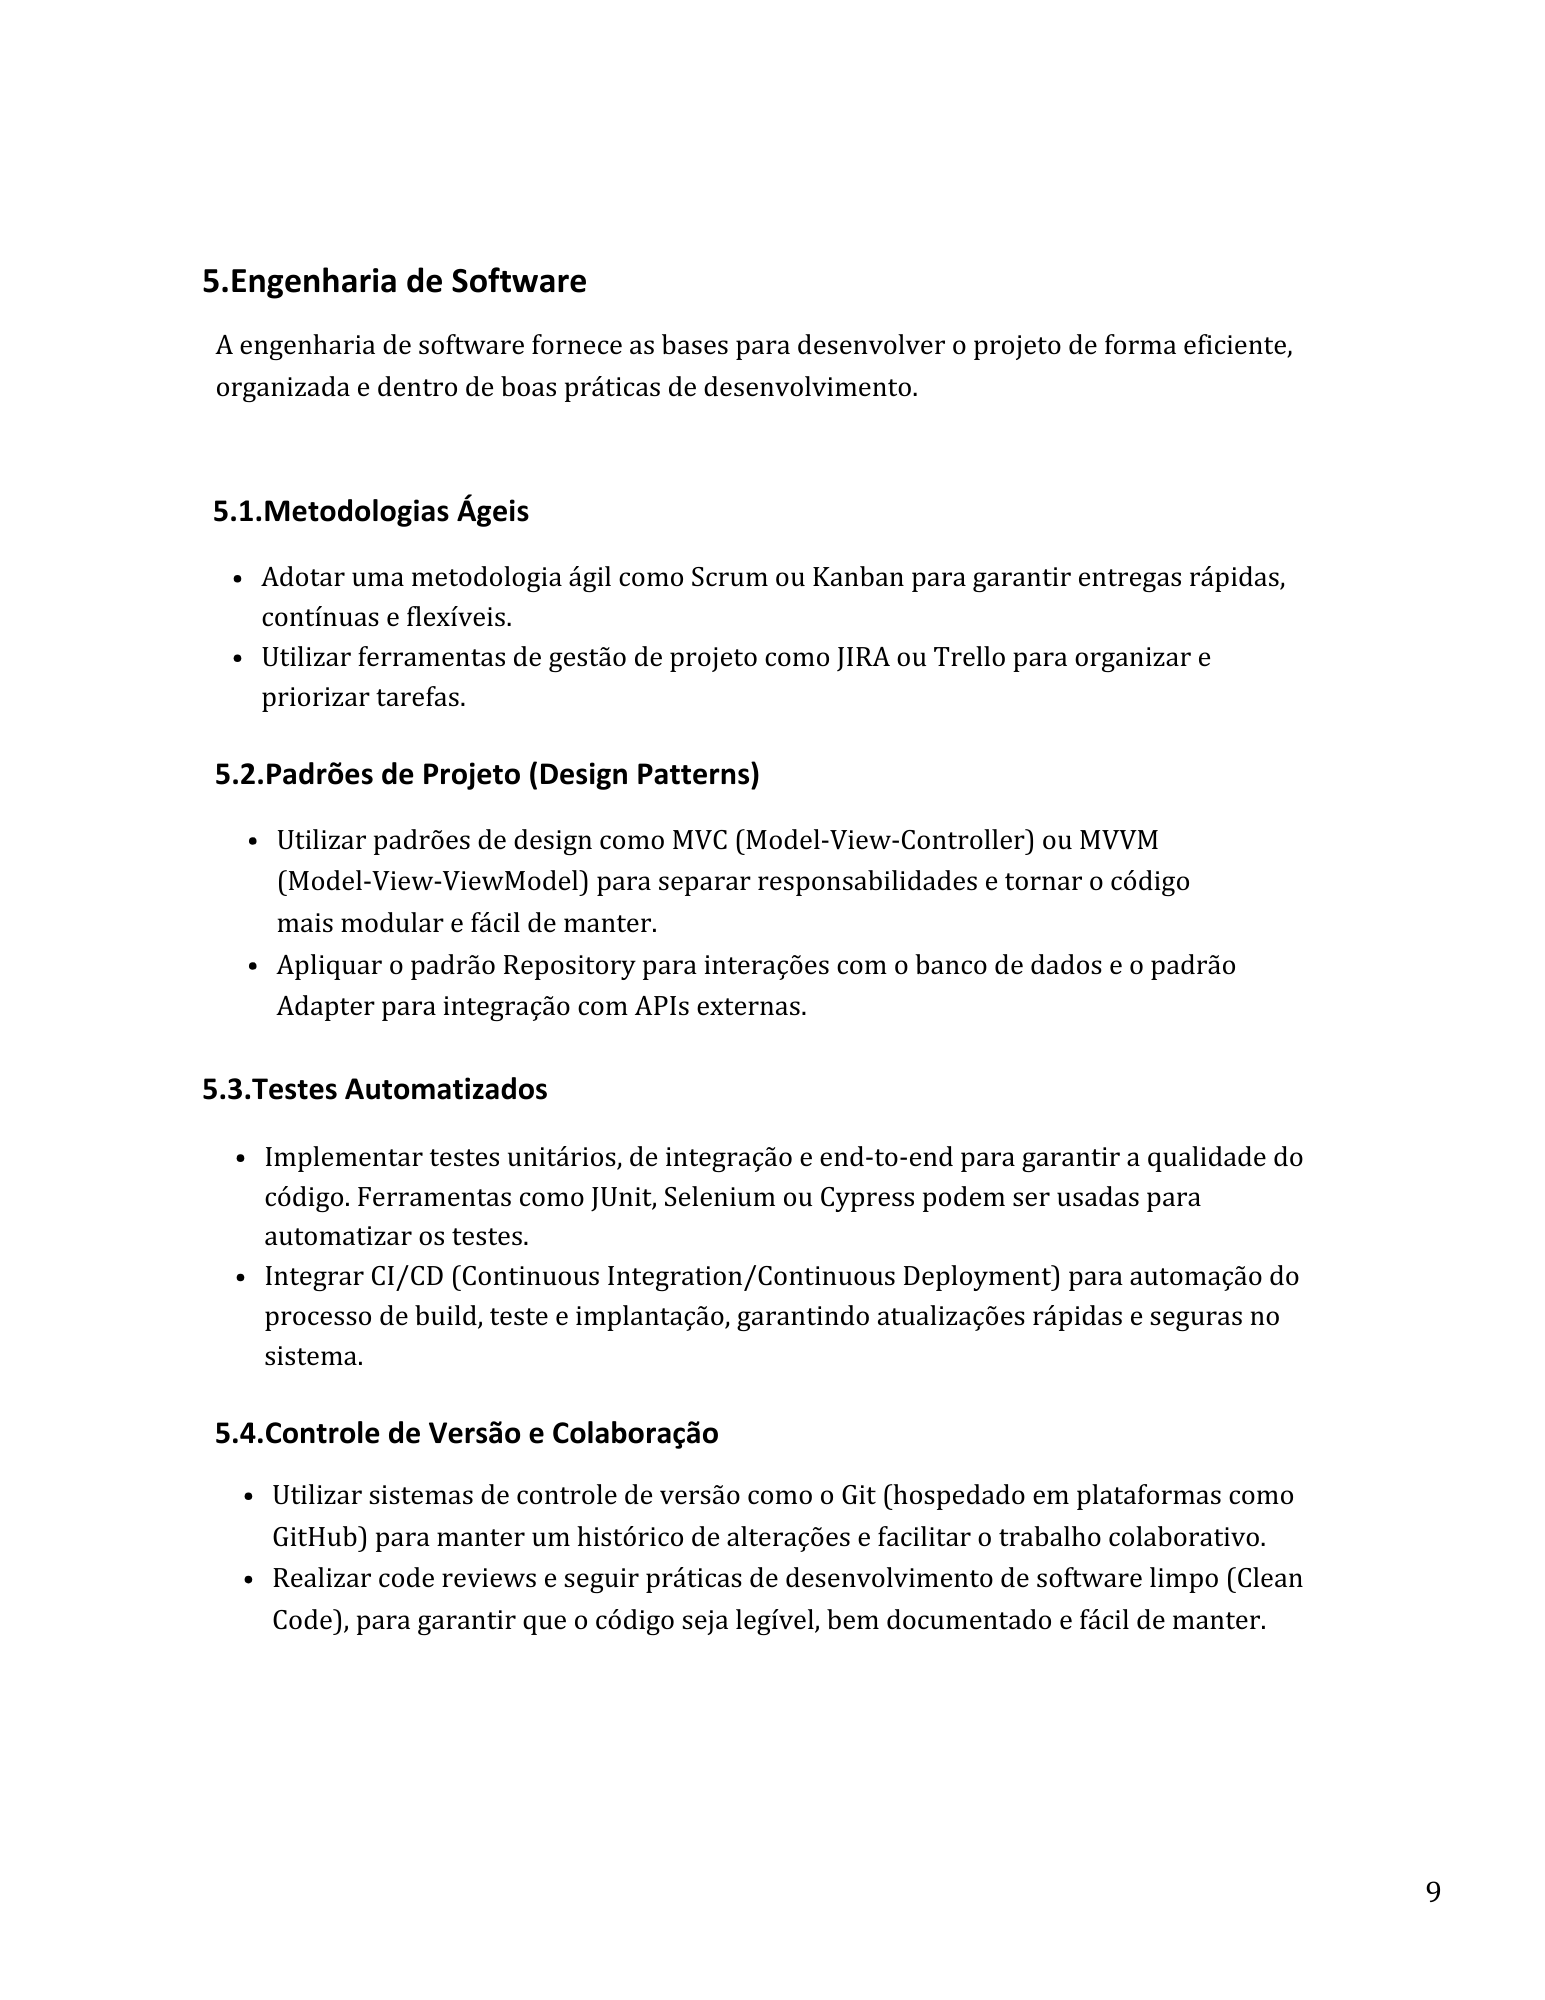 5.Engenharia de Software
A engenharia de software fornece as bases para desenvolver o projeto de forma eficiente,
organizada e dentro de boas práticas de desenvolvimento.
5.1.Metodologias Ágeis
• Adotar uma metodologia ágil como Scrum ou Kanban para garantir entregas rápidas,
contínuas e flexíveis.
• Utilizar ferramentas de gestão de projeto como JIRA ou Trello para organizar e
priorizar tarefas.
5.2.Padrões de Projeto (Design Patterns)
• Utilizar padrões de design como MVC (Model-View-Controller) ou MVVM
(Model-View-ViewModel) para separar responsabilidades e tornar o código
mais modular e fácil de manter.
• Apliquar o padrão Repository para interações com o banco de dados e o padrão
Adapter para integração com APIs externas.
5.3.Testes Automatizados
• Implementar testes unitários, de integração e end-to-end para garantir a qualidade do
código. Ferramentas como JUnit, Selenium ou Cypress podem ser usadas para
automatizar os testes.
• Integrar CI/CD (Continuous Integration/Continuous Deployment) para automação do
processo de build, teste e implantação, garantindo atualizações rápidas e seguras no
sistema.
5.4.Controle de Versão e Colaboração
• Utilizar sistemas de controle de versão como o Git (hospedado em plataformas como
GitHub) para manter um histórico de alterações e facilitar o trabalho colaborativo.
• Realizar code reviews e seguir práticas de desenvolvimento de software limpo (Clean
Code), para garantir que o código seja legível, bem documentado e fácil de manter.
9